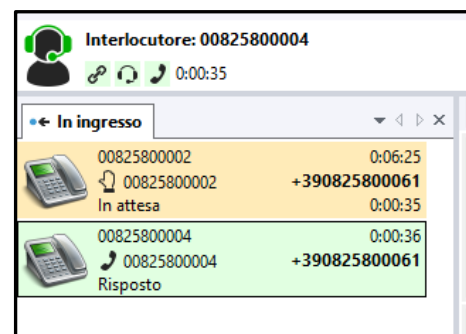 Interlocutore: 00825800004
0:00:35
In ingresso
00825800002 0:06:25
00825800002 +390825800061
In attesa 0:00:35
00825800004 0:00:36
00825800004 +390825800061
Risposto